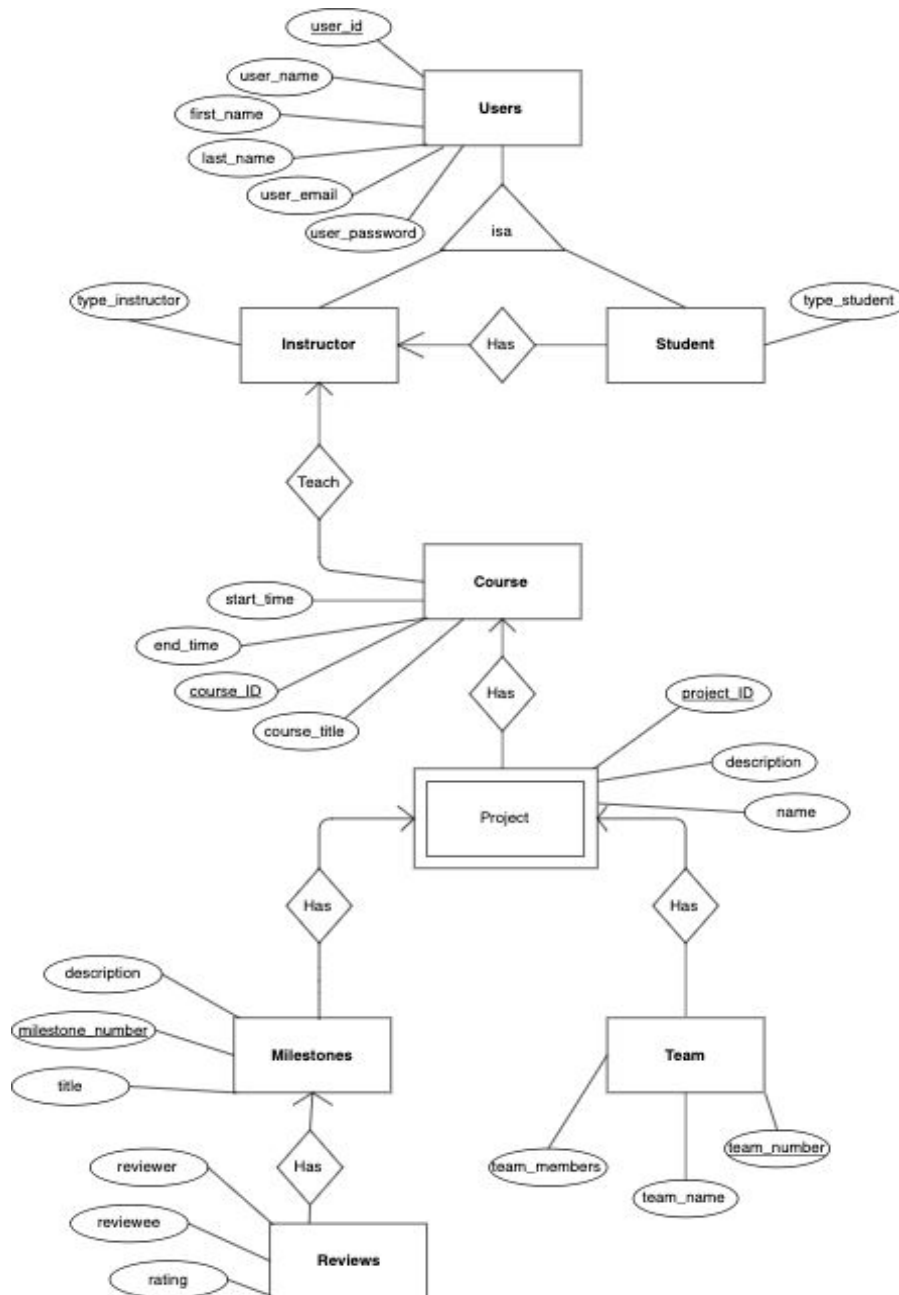 user_id
user_name
Users
first_name
last_name
user_email
user_password
isa
type_instructor
type_student
Instructor
Has
Student
Teach
Course
start_time
end_time
Has
course_ID
project_ID
course_title
description
Project
name
Has
Has
description
milestone_number
Milestones
Team
title
team_number
reviewer
Has
team_members
team_name
reviewee
Reviews
rating